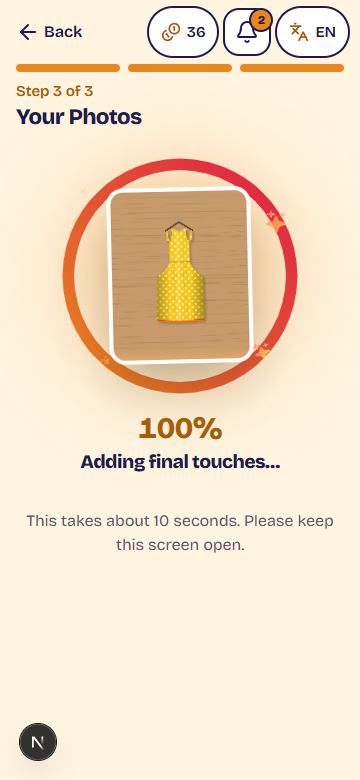 Back
36
2
EN
Step 3 of 3
Your Photos
100%
Adding final touches...
This takes about 10 seconds. Please keep
this screen open.
N